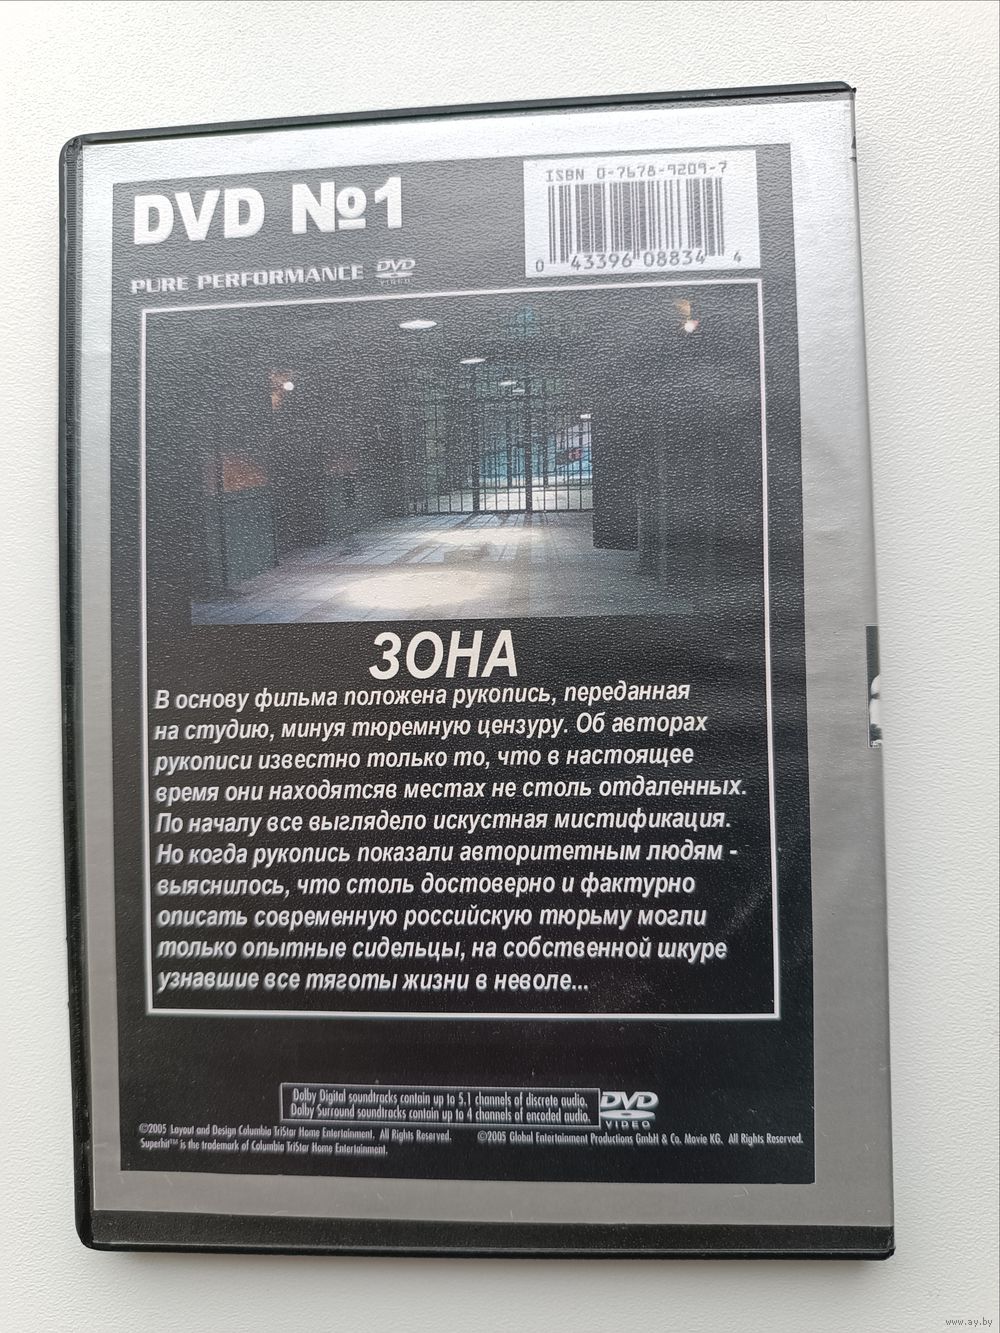 DVD №1
ISBN 0-7678-9209-7
0 43396 08834 4
PURE PERFORMANCE DVD VIDEO
ЗОНА
В основу фильма положена рукопись, переданная
на студию, минуя тюремную цензуру. Об авторах
рукописи известно только то, что в настоящее
время они находятсяв местах не столь отдаленных.
По началу все выглядело искустная мистификация.
Но когда рукопись показали авторитетным людям -
выяснилось, что столь достоверно и фактурно
описать современную российскую тюрьму могли
только опытные сидельцы, на собственной шкуре
узнавшие все тяготы жизни в неволе...
Dolby Digital soundtracks contain up to 5.1 channels of discrete audio.
Dolby Surround soundtracks contain up to 4 channels of encoded audio.
DVD
VIDEO
©2005 Layout and Design Columbia TriStar Home Entertainment. All Rights Reserved.
Superhit™ is the trademark of Columbia TriStar Home Entertainment.
©2005 Global Entertainment Productions GmbH & Co. Movie KG. All Rights Reserved.
www.ay.by